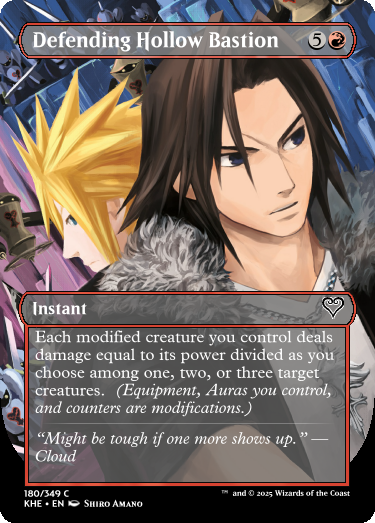 Defending Hollow Bastion 5
Instant
Each modified creature you control deals
damage equal to its power divided as you
choose among one, two, or three target
creatures. (Equipment, Auras you control,
and counters are modifications.)
“Might be tough if one more shows up.” —
Cloud
180/349 C
KHE • EN SHIRO AMANO
™ and © 2025 Wizards of the Coast